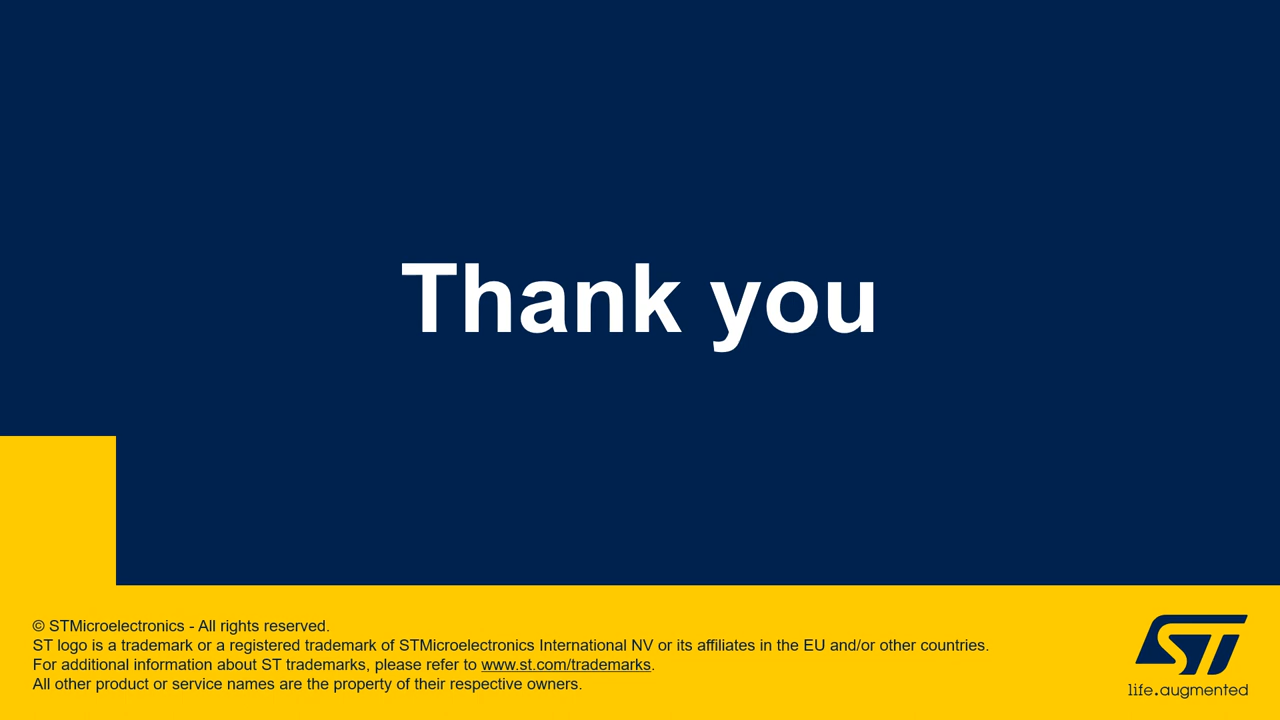 Thank you
© STMicroelectronics - All rights reserved.
ST logo is a trademark or a registered trademark of STMicroelectronics International NV or its affiliates in the EU and/or other countries.
For additional information about ST trademarks, please refer to www.st.com/trademarks.
All other product or service names are the property of their respective owners.
ST
life.augmented